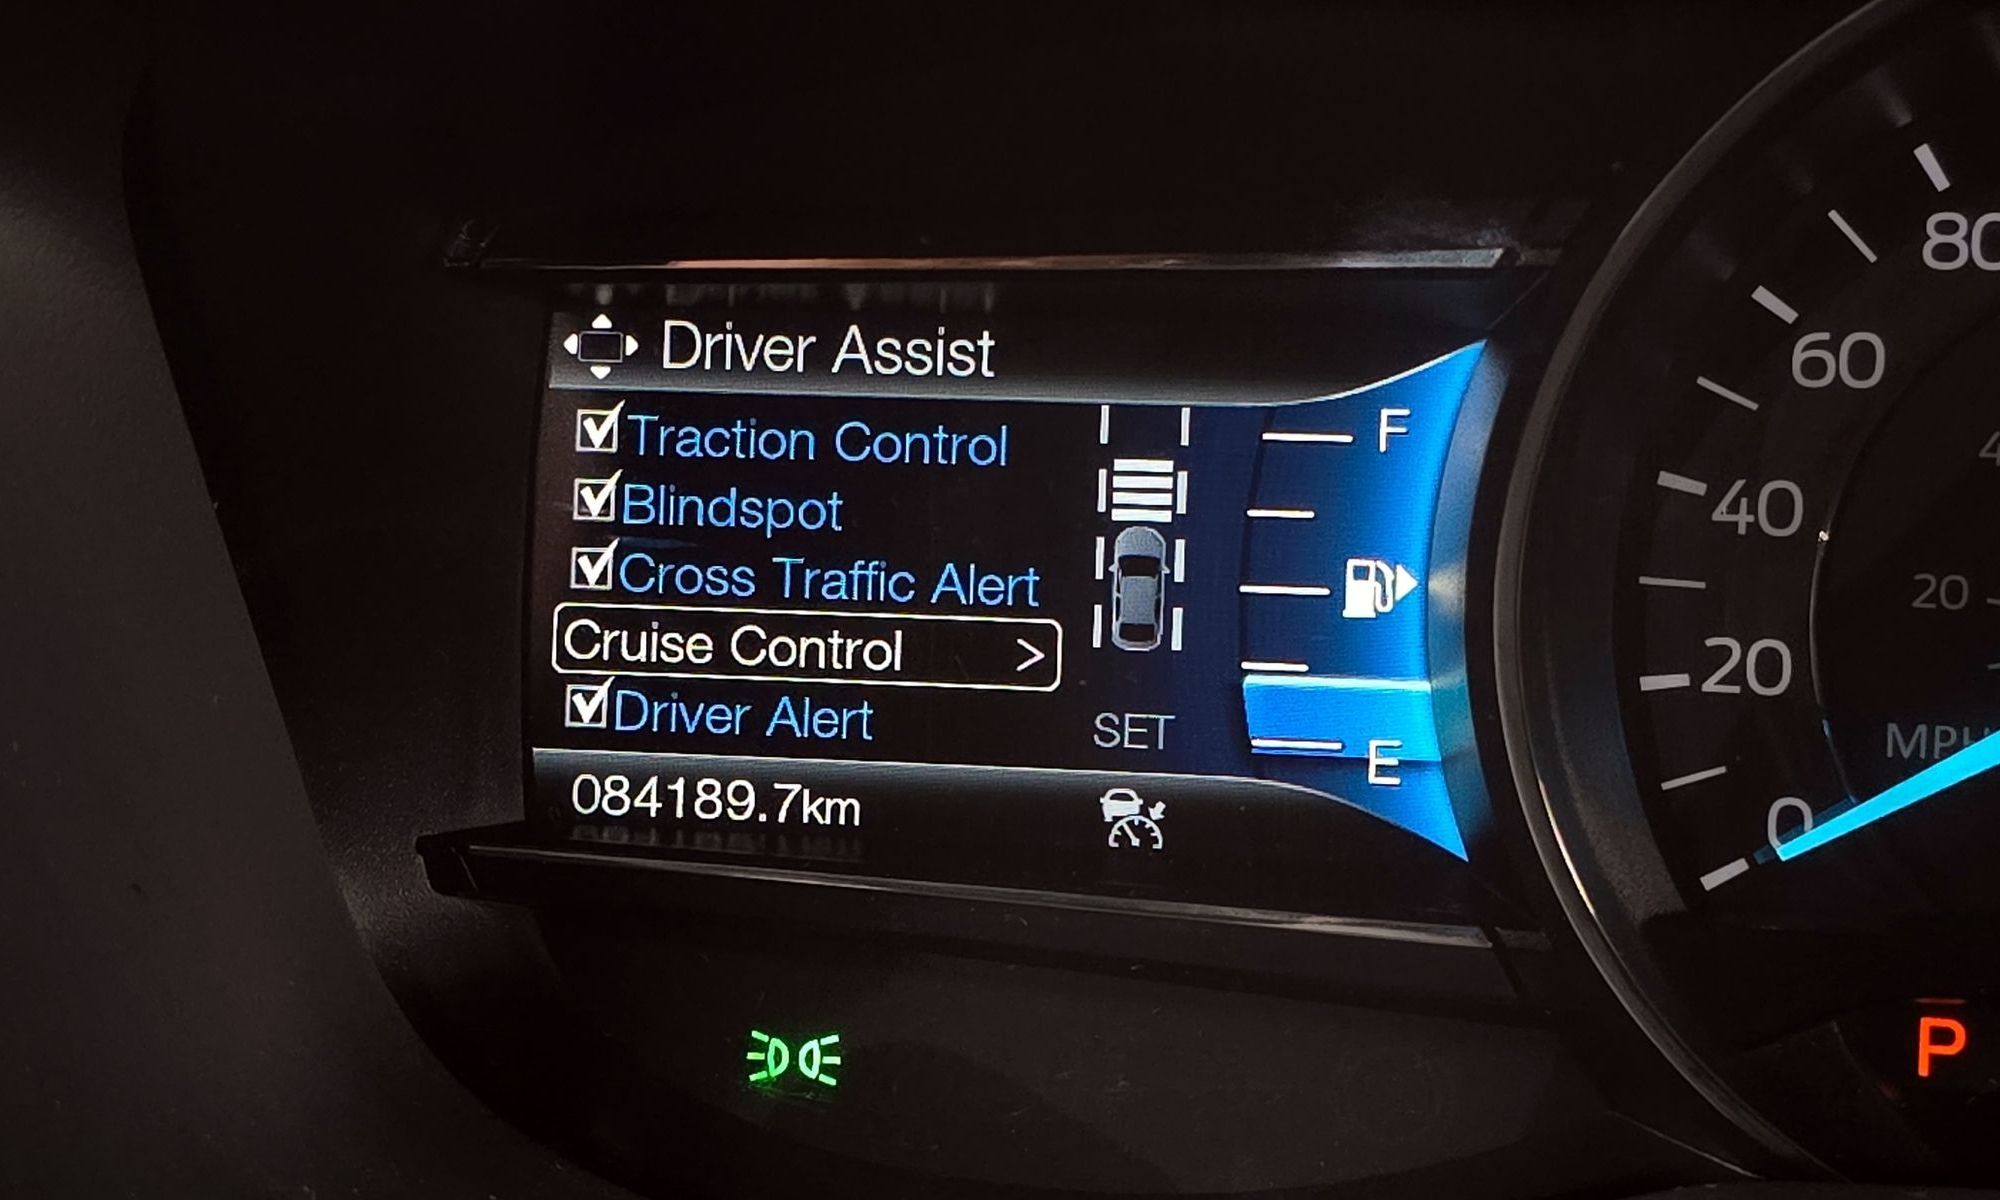 Driver Assist
Traction Control
Blindspot
Cross Traffic Alert
Cruise Control >
Driver Alert
SET
084189.7km
F
E
80
60
40
20
0
20
MPH
P